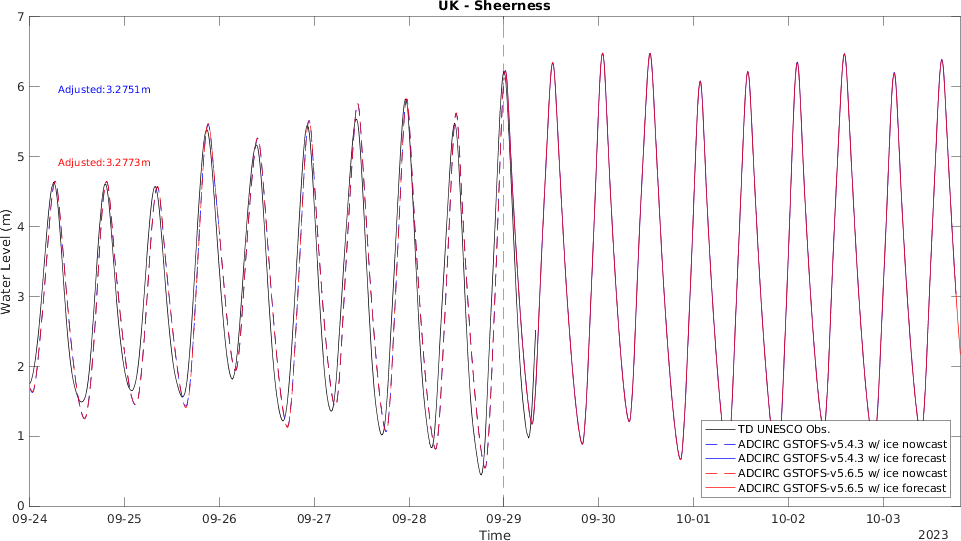 UK - Sheerness
7
6
5
4
3
2
1
0
Water Level (m)
Adjusted:3.2751m
Adjusted:3.2773m
TD UNESCO Obs.
ADCIRC GSTOFS-v5.4.3 w/ ice nowcast
ADCIRC GSTOFS-v5.4.3 w/ ice forecast
ADCIRC GSTOFS-v5.6.5 w/ ice nowcast
ADCIRC GSTOFS-v5.6.5 w/ ice forecast
09-24 09-25 09-26 09-27 09-28 09-29 09-30 10-01 10-02 10-03
Time
2023